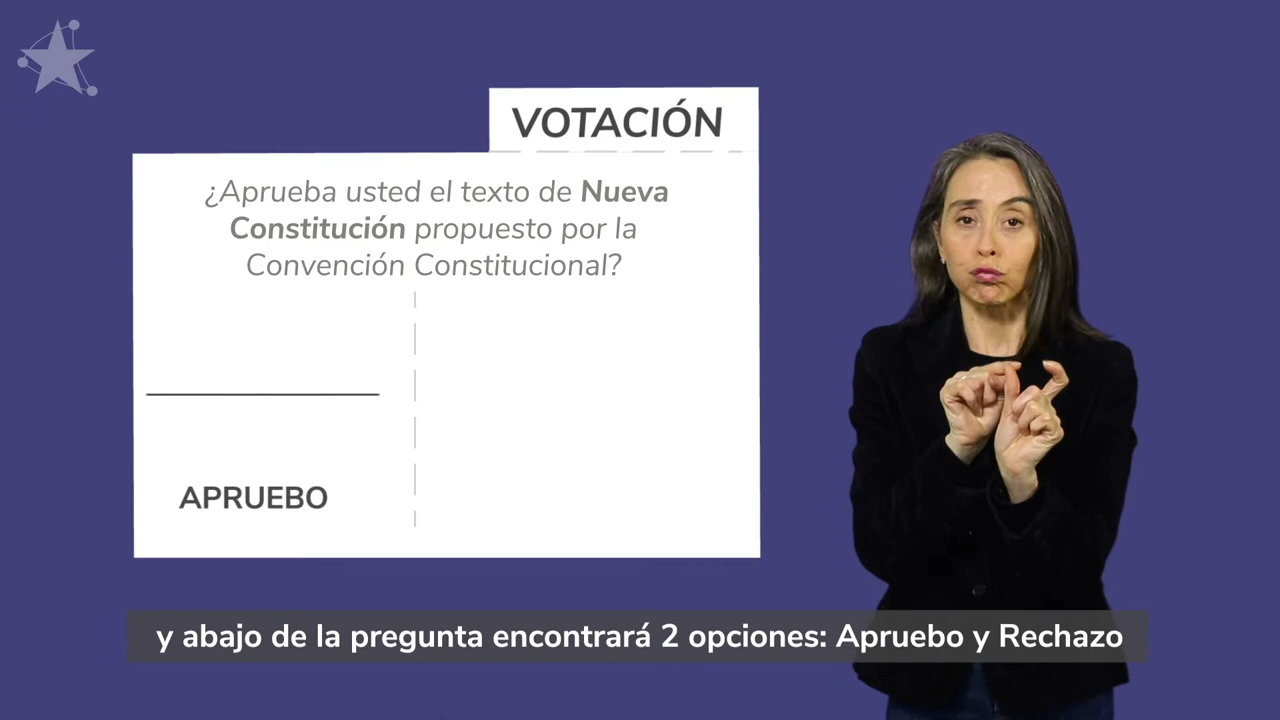 VOTACIÓN
¿Aprueba usted el texto de Nueva
Constitución propuesto por la
Convención Constitucional?
APRUEBO
y abajo de la pregunta encontrará 2 opciones: Apruebo y Rechazo